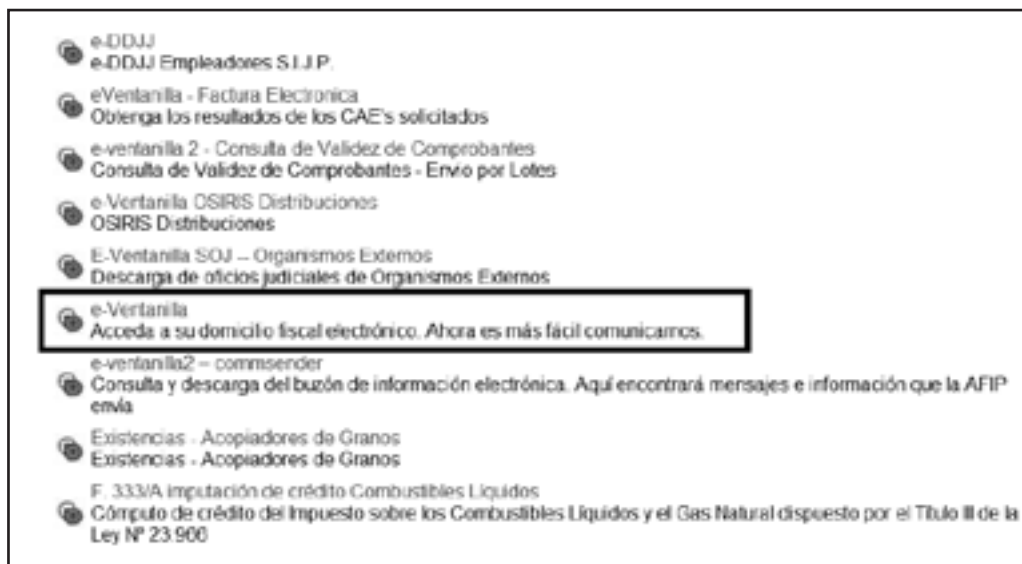 e-DDJJ
e-DDJJ Empleadores S.I.J.P.
eVentanilla - Factura Electronica
Obtenga los resultados de los CAE's solicitados
e-ventanilla 2 - Consulta de Validez de Comprobantes
Consulta de Validez de Comprobantes - Envio por Lotes
e-Ventanilla OSIRIS Distribuciones
OSIRIS Distribuciones
E-Ventanilla SOJ – Organismos Externos
Descarga de oficios judiciales de Organismos Externos
e-Ventanilla
Acceda a su domicilio fiscal electrónico. Ahora es más fácil comunicarnos.
e-ventanilla2 – commsender
Consulta y descarga del buzón de información electrónica. Aquí encontrará mensajes e información que la AFIP
envía
Existencias - Acopiadores de Granos
Existencias - Acopiadores de Granos
F. 333/A imputación de crédito Combustibles Líquidos
Cómputo de crédito del Impuesto sobre los Combustibles Líquidos y el Gas Natural dispuesto por el Título III de la
Ley Nº 23.966